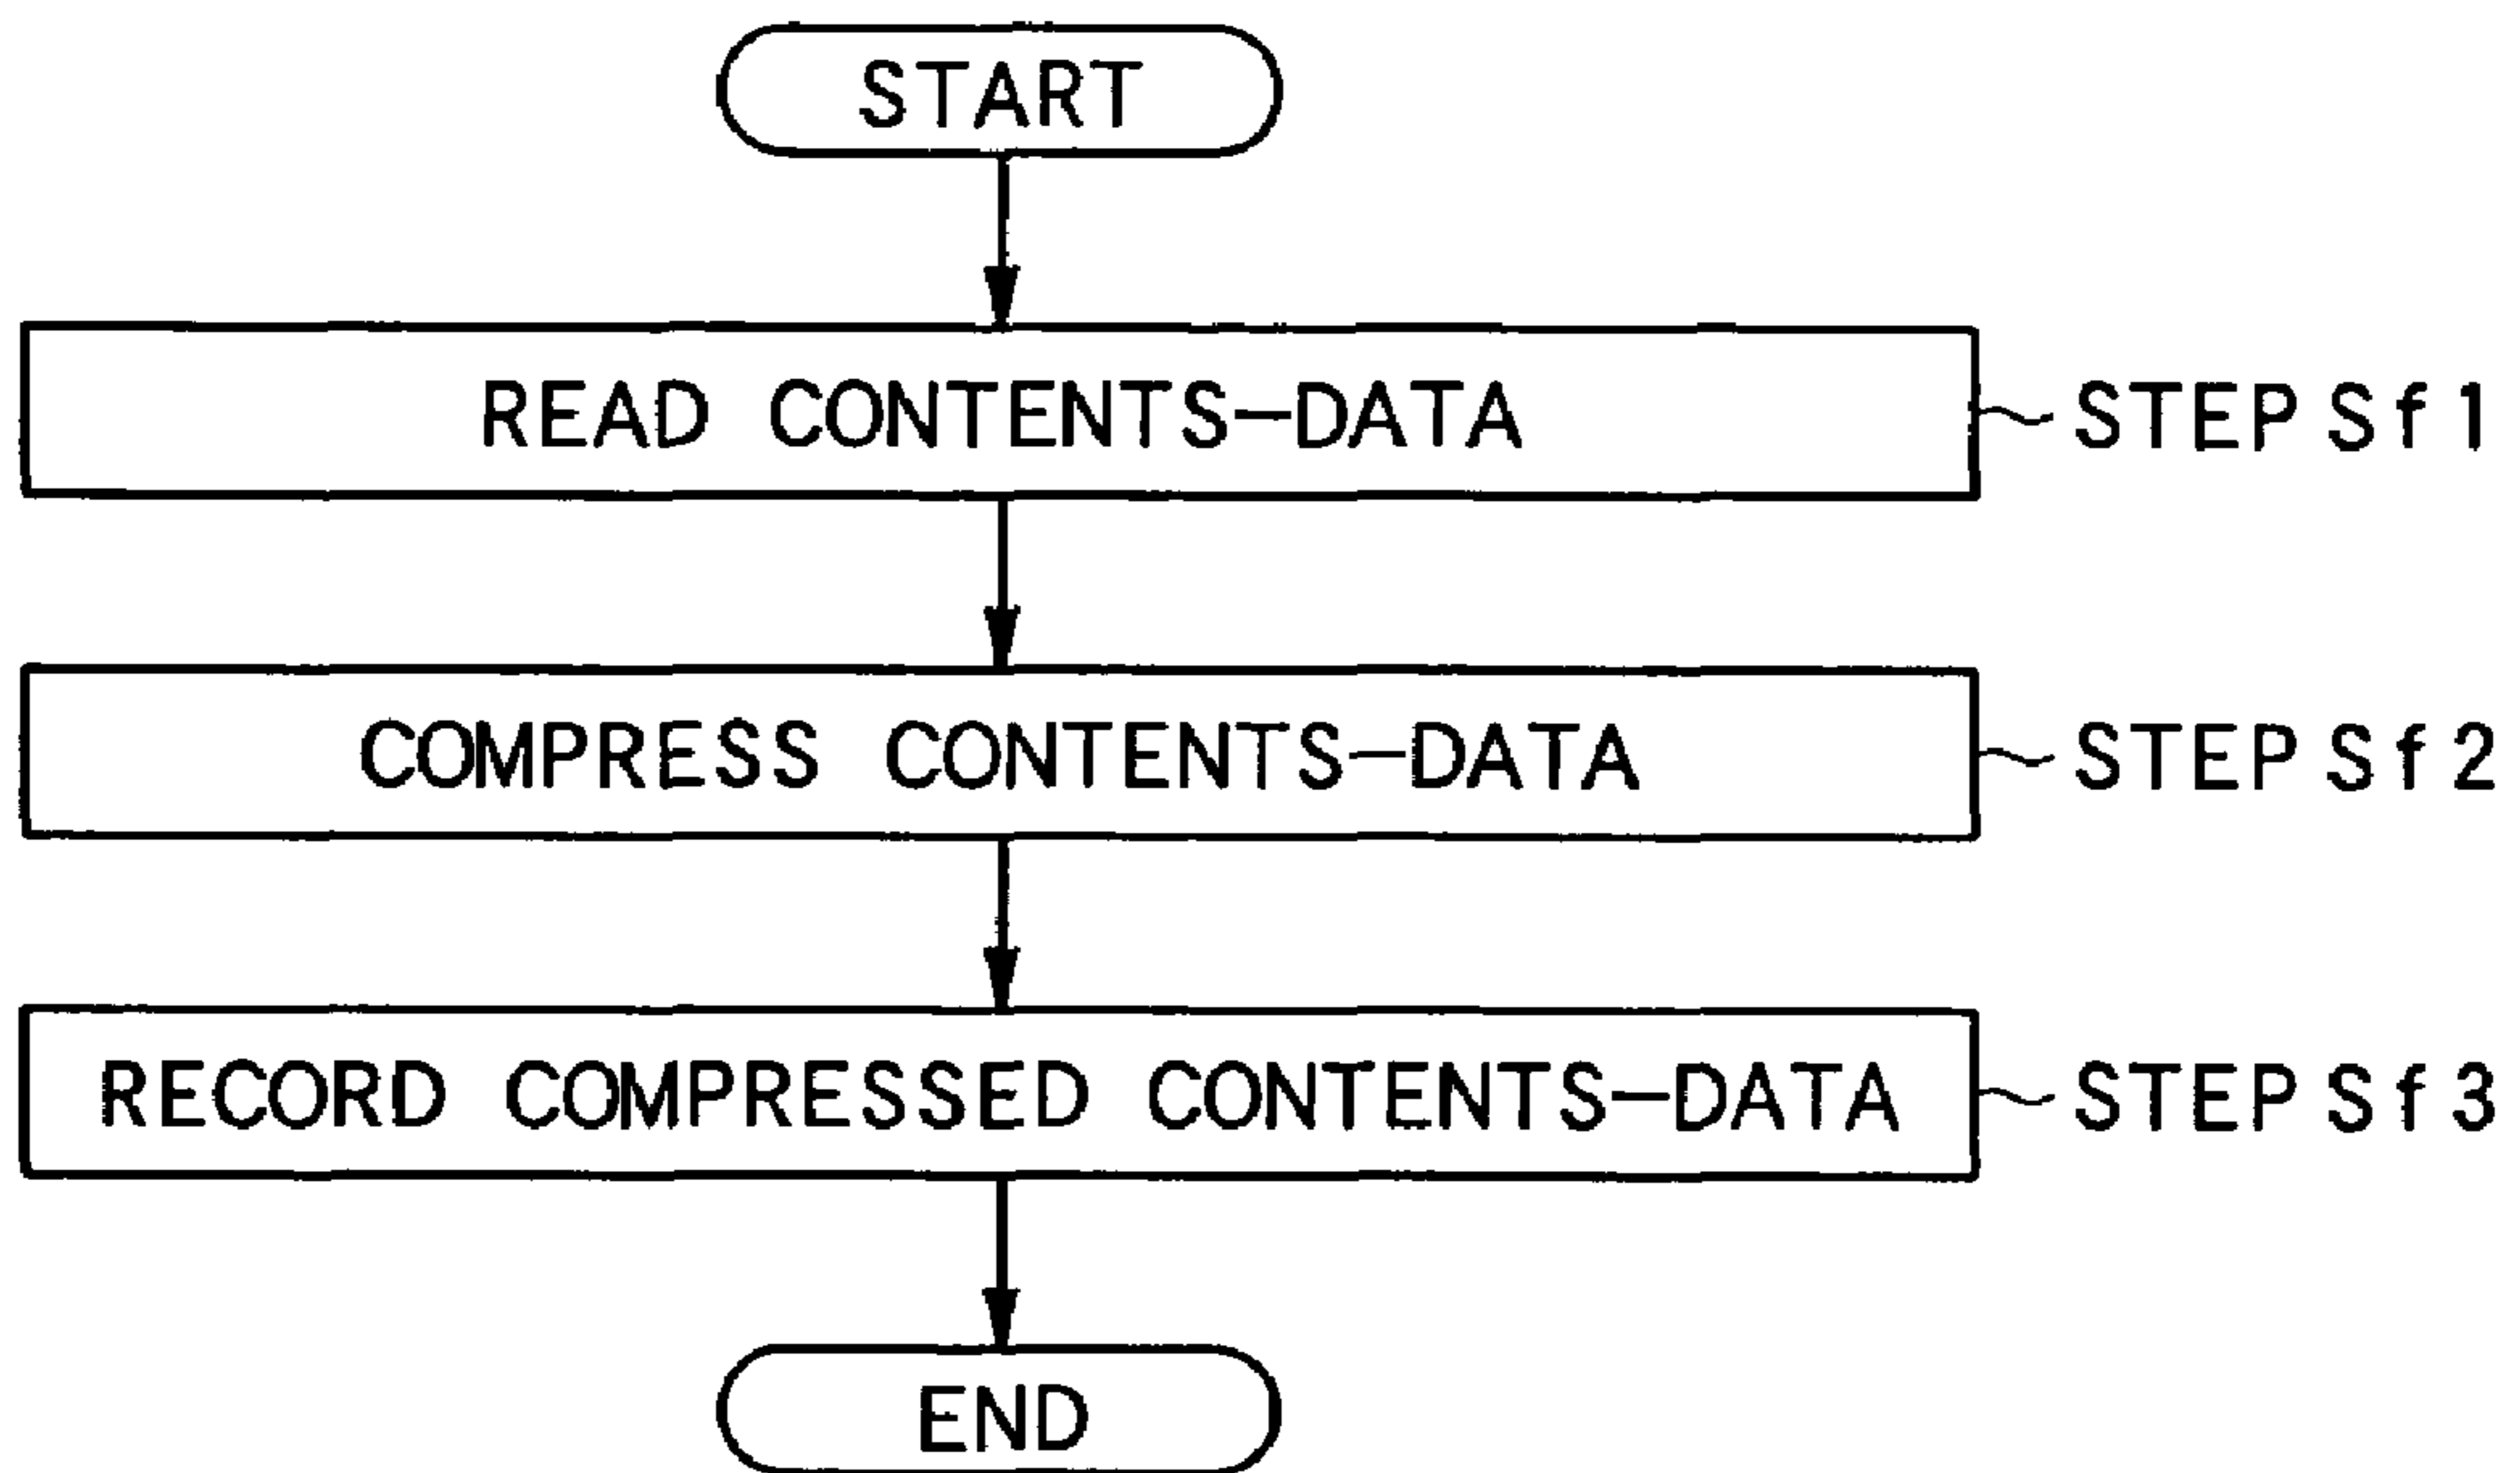 START
READ CONTENTS-DATA
STEP Sf1
COMPRESS CONTENTS-DATA
STEP Sf2
RECORD COMPRESSED CONTENTS-DATA
STEP Sf3
END